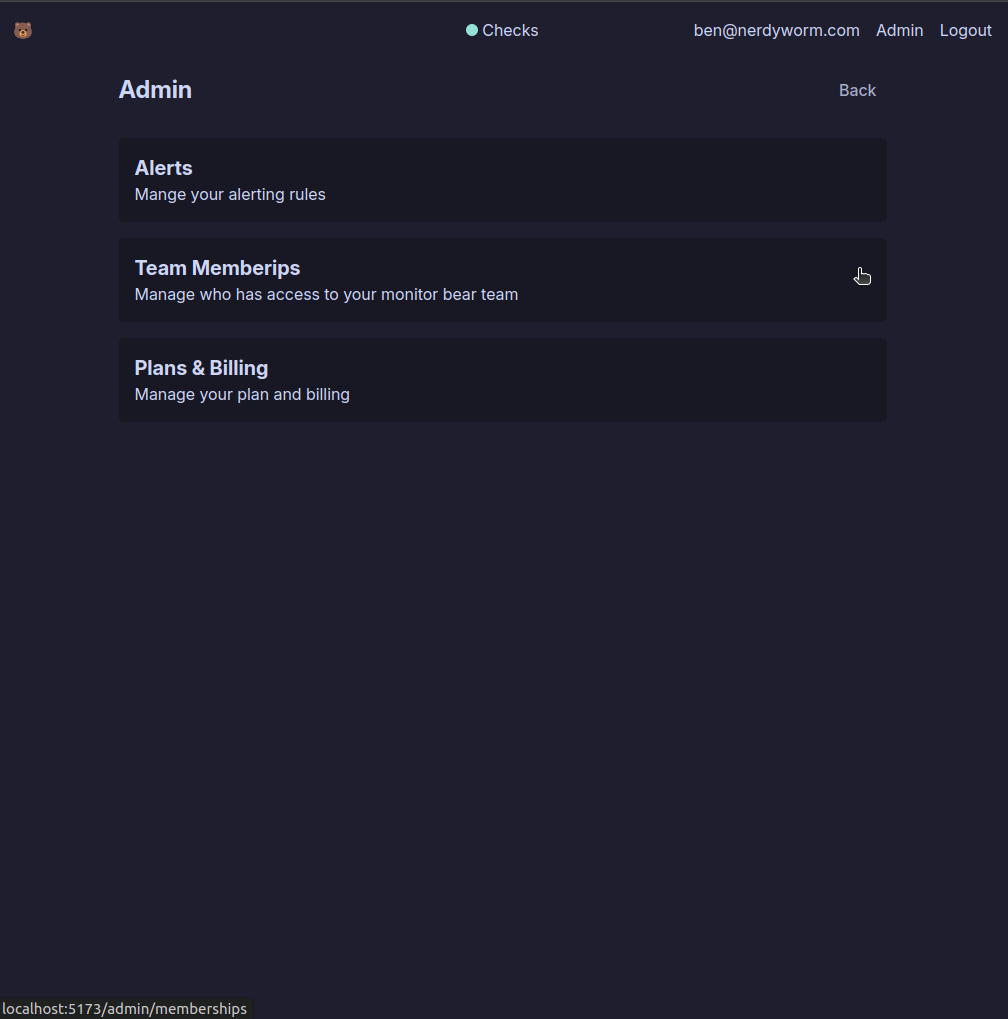 Checks
ben@nerdyworm.com Admin Logout
Admin
Back
Alerts
Mange your alerting rules
Team Memberips
Manage who has access to your monitor bear team
Plans & Billing
Manage your plan and billing
localhost:5173/admin/memberships